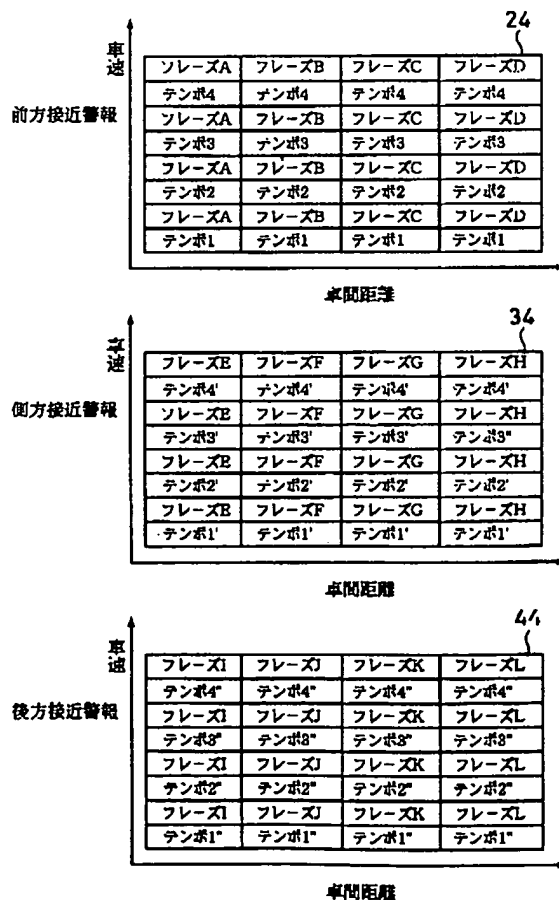 24
車速
フレーズA フレーズB フレーズC フレーズD
テンポ4 テンポ4 テンポ4 テンポ4
前方接近警報
フレーズA フレーズB フレーズC フレーズD
テンポ3 テンポ3 テンポ3 テンポ3
フレーズA フレーズB フレーズC フレーズD
テンポ2 テンポ2 テンポ2 テンポ2
フレーズA フレーズB フレーズC フレーズD
テンポ1 テンポ1 テンポ1 テンポ1
車間距離
34
車速
フレーズE フレーズF フレーズG フレーズH
テンポ4' テンポ4' テンポ4' テンポ4'
側方接近警報
フレーズE フレーズF フレーズG フレーズH
テンポ3' テンポ3' テンポ3' テンポ3"
フレーズE フレーズF フレーズG フレーズH
テンポ2' テンポ2' テンポ2' テンポ2'
フレーズE フレーズF フレーズG フレーズH
テンポ1' テンポ1' テンポ1' テンポ1'
車間距離
44
車速
フレーズI フレーズJ フレーズK フレーズL
テンポ4" テンポ4" テンポ4" テンポ4"
後方接近警報
フレーズI フレーズJ フレーズK フレーズL
テンポ3" テンポ3" テンポ3" テンポ3"
フレーズI フレーズJ フレーズK フレーズL
テンポ2" テンポ2" テンポ2" テンポ2"
フレーズI フレーズJ フレーズK フレーズL
テンポ1" テンポ1" テンポ1" テンポ1"
車間距離